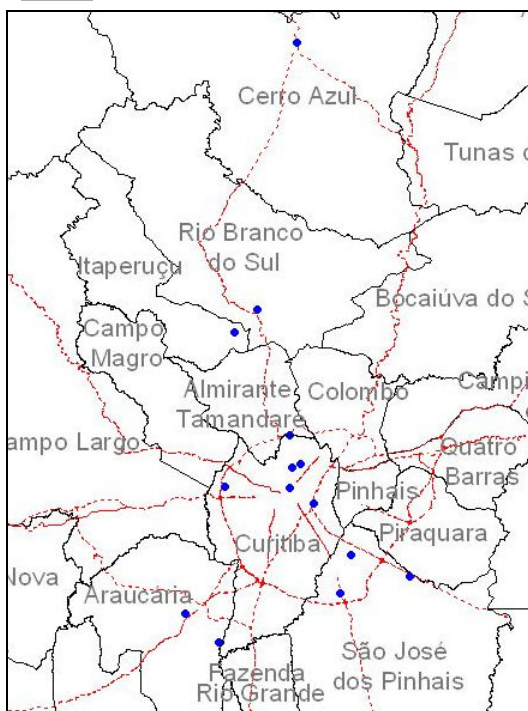 Cerro Azul
Tunas d
Rio Branco
do Sul
Itaperuçu
Bocaiúva do S
Campo
Magro
Almirante
Tamandaré
Colombo
Campi
ampo Largo
Quatro
Barras
Pinhais
Piraquara
Curitiba
Nova
Araucária
São José
dos Pinhais
Fazenda
Rio Grande